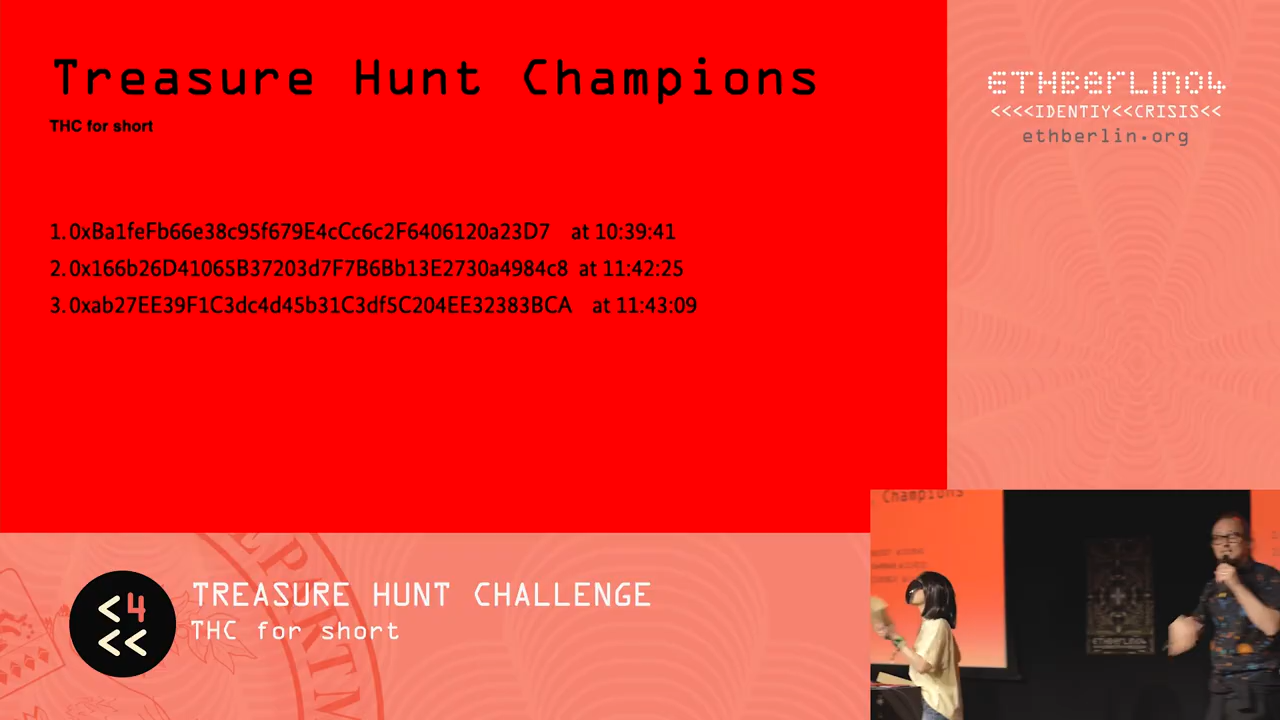 Treasure Hunt Champions
THC for short
1. 0xBa1feFb66e38c95f679E4cCc6c2F6406120a23D7 at 10:39:41
2. 0x166b26D41065B37203d7F7B6Bb13E2730a4984c8 at 11:42:25
3. 0xab27EE39F1C3dc4d45b31C3df5C204EE32383BCA at 11:43:09
ETHBERLIN04
<<<<IDENTIY<<CRISIS<<
ethberlin.org
Champions
ETHBERLIN04
<4
<<
TREASURE HUNT CHALLENGE
THC for short